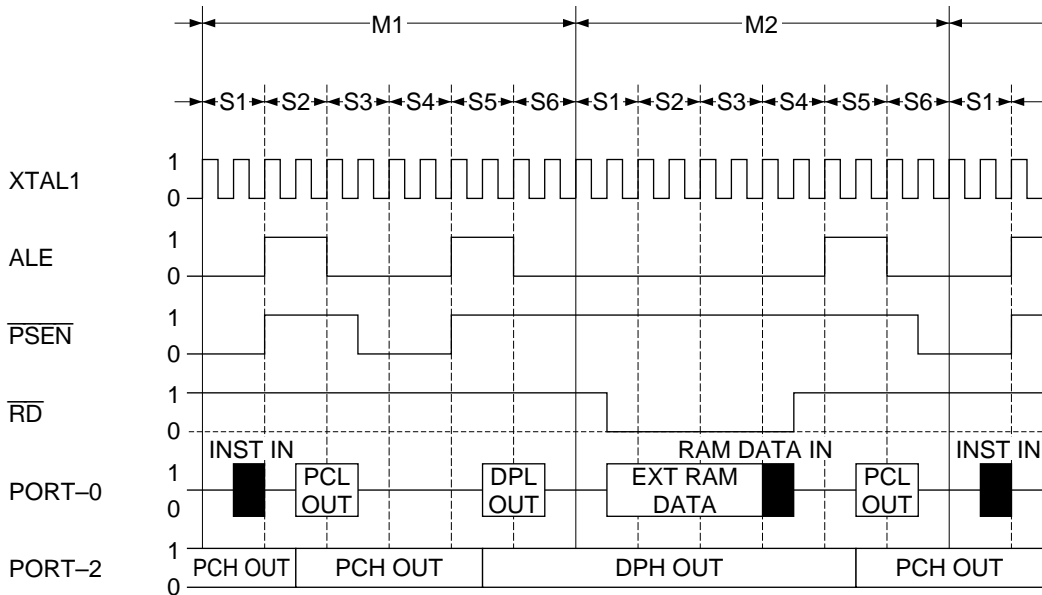 M1 M2
S1 S2 S3 S4 S5 S6 S1 S2 S3 S4 S5 S6 S1
XTAL1 1 0
ALE 1 0
PSEN 1 0
RD 1 0
INST IN RAM DATA IN INST IN
PORT–0 1 0 PCL OUT DPL OUT EXT RAM DATA PCL OUT
PORT–2 1 0 PCH OUT PCH OUT DPH OUT PCH OUT